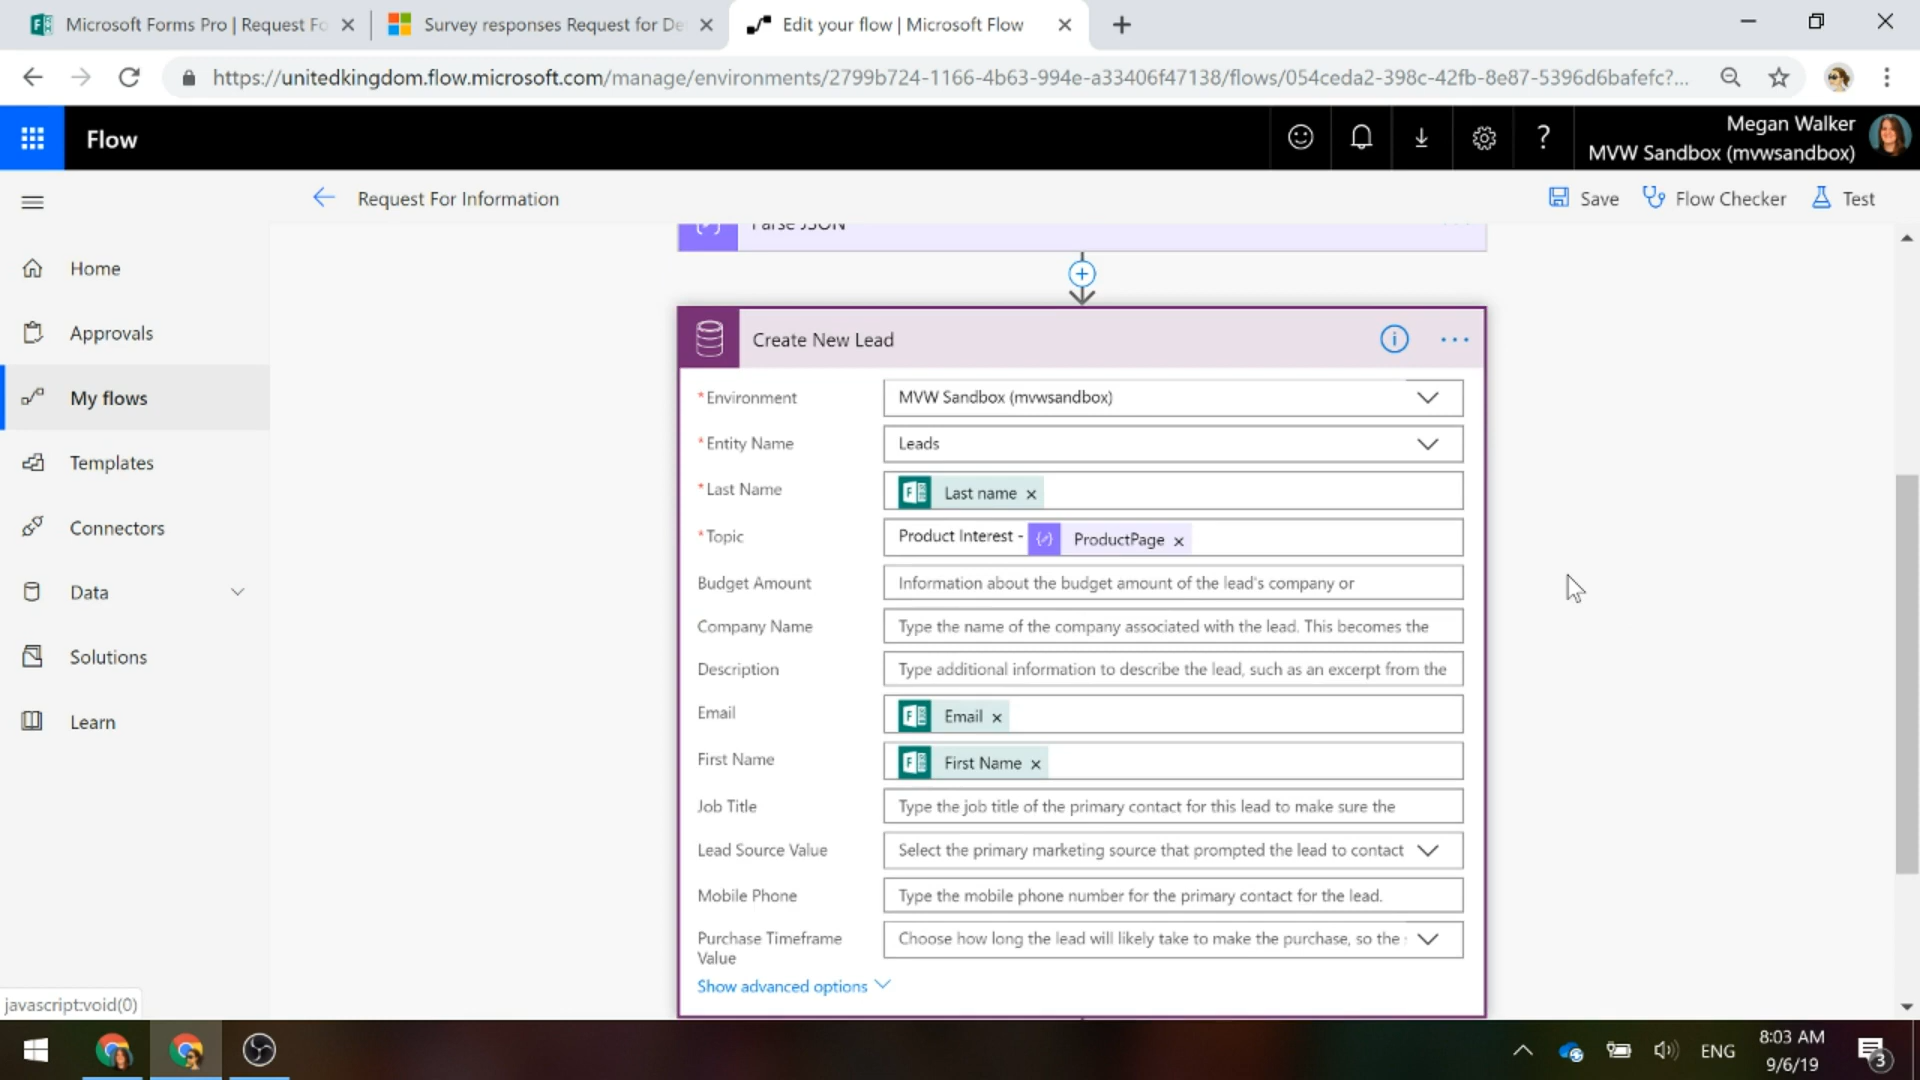 Microsoft Forms Pro | Request Fo
Survey responses Request for De
Edit your flow | Microsoft Flow
https://unitedkingdom.flow.microsoft.com/manage/environments/2799b724-1166-4b63-994e-a33406f47138/flows/054ceda2-398c-42fb-8e87-5396d6bafefc?...
Flow
Megan Walker
MVW Sandbox (mvwsandbox)
Request For Information
Save
Flow Checker
Test
Home
Approvals
My flows
Templates
Connectors
Data
Solutions
Learn
Parse JSON
Create New Lead
*Environment
MVW Sandbox (mvwsandbox)
*Entity Name
Leads
*Last Name
Last name
*Topic
Product Interest - ProductPage
Budget Amount
Information about the budget amount of the lead's company or
Company Name
Type the name of the company associated with the lead. This becomes the
Description
Type additional information to describe the lead, such as an excerpt from the
Email
Email
First Name
First Name
Job Title
Type the job title of the primary contact for this lead to make sure the
Lead Source Value
Select the primary marketing source that prompted the lead to contact
Mobile Phone
Type the mobile phone number for the primary contact for the lead.
Purchase Timeframe
Value
Choose how long the lead will likely take to make the purchase, so the
Show advanced options
javascript:void(0)
ENG
8:03 AM
9/6/19
3